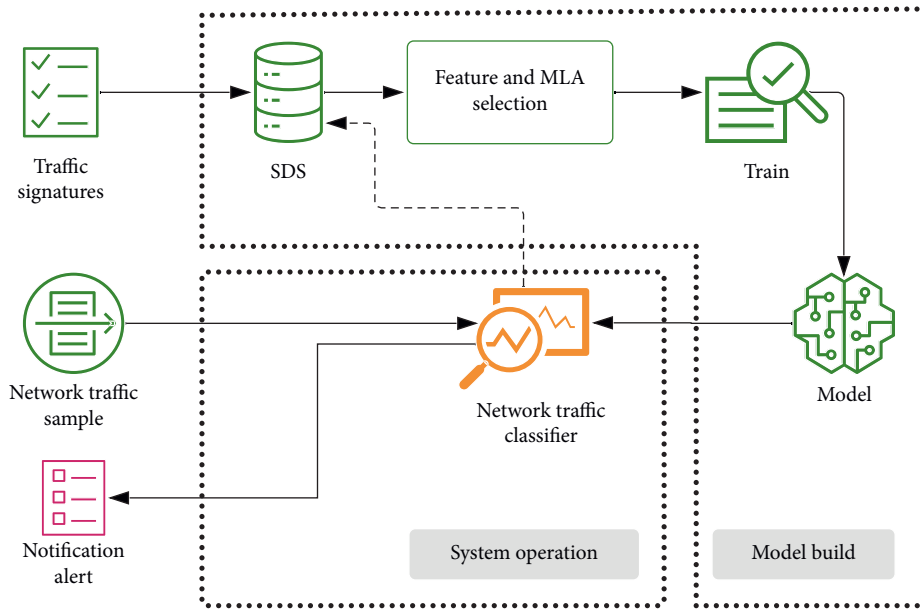 Feature and MLA
selection
Traffic
signatures
SDS
Train
Network traffic
sample
Network traffic
classifier
Model
Notification
alert
System operation
Model build